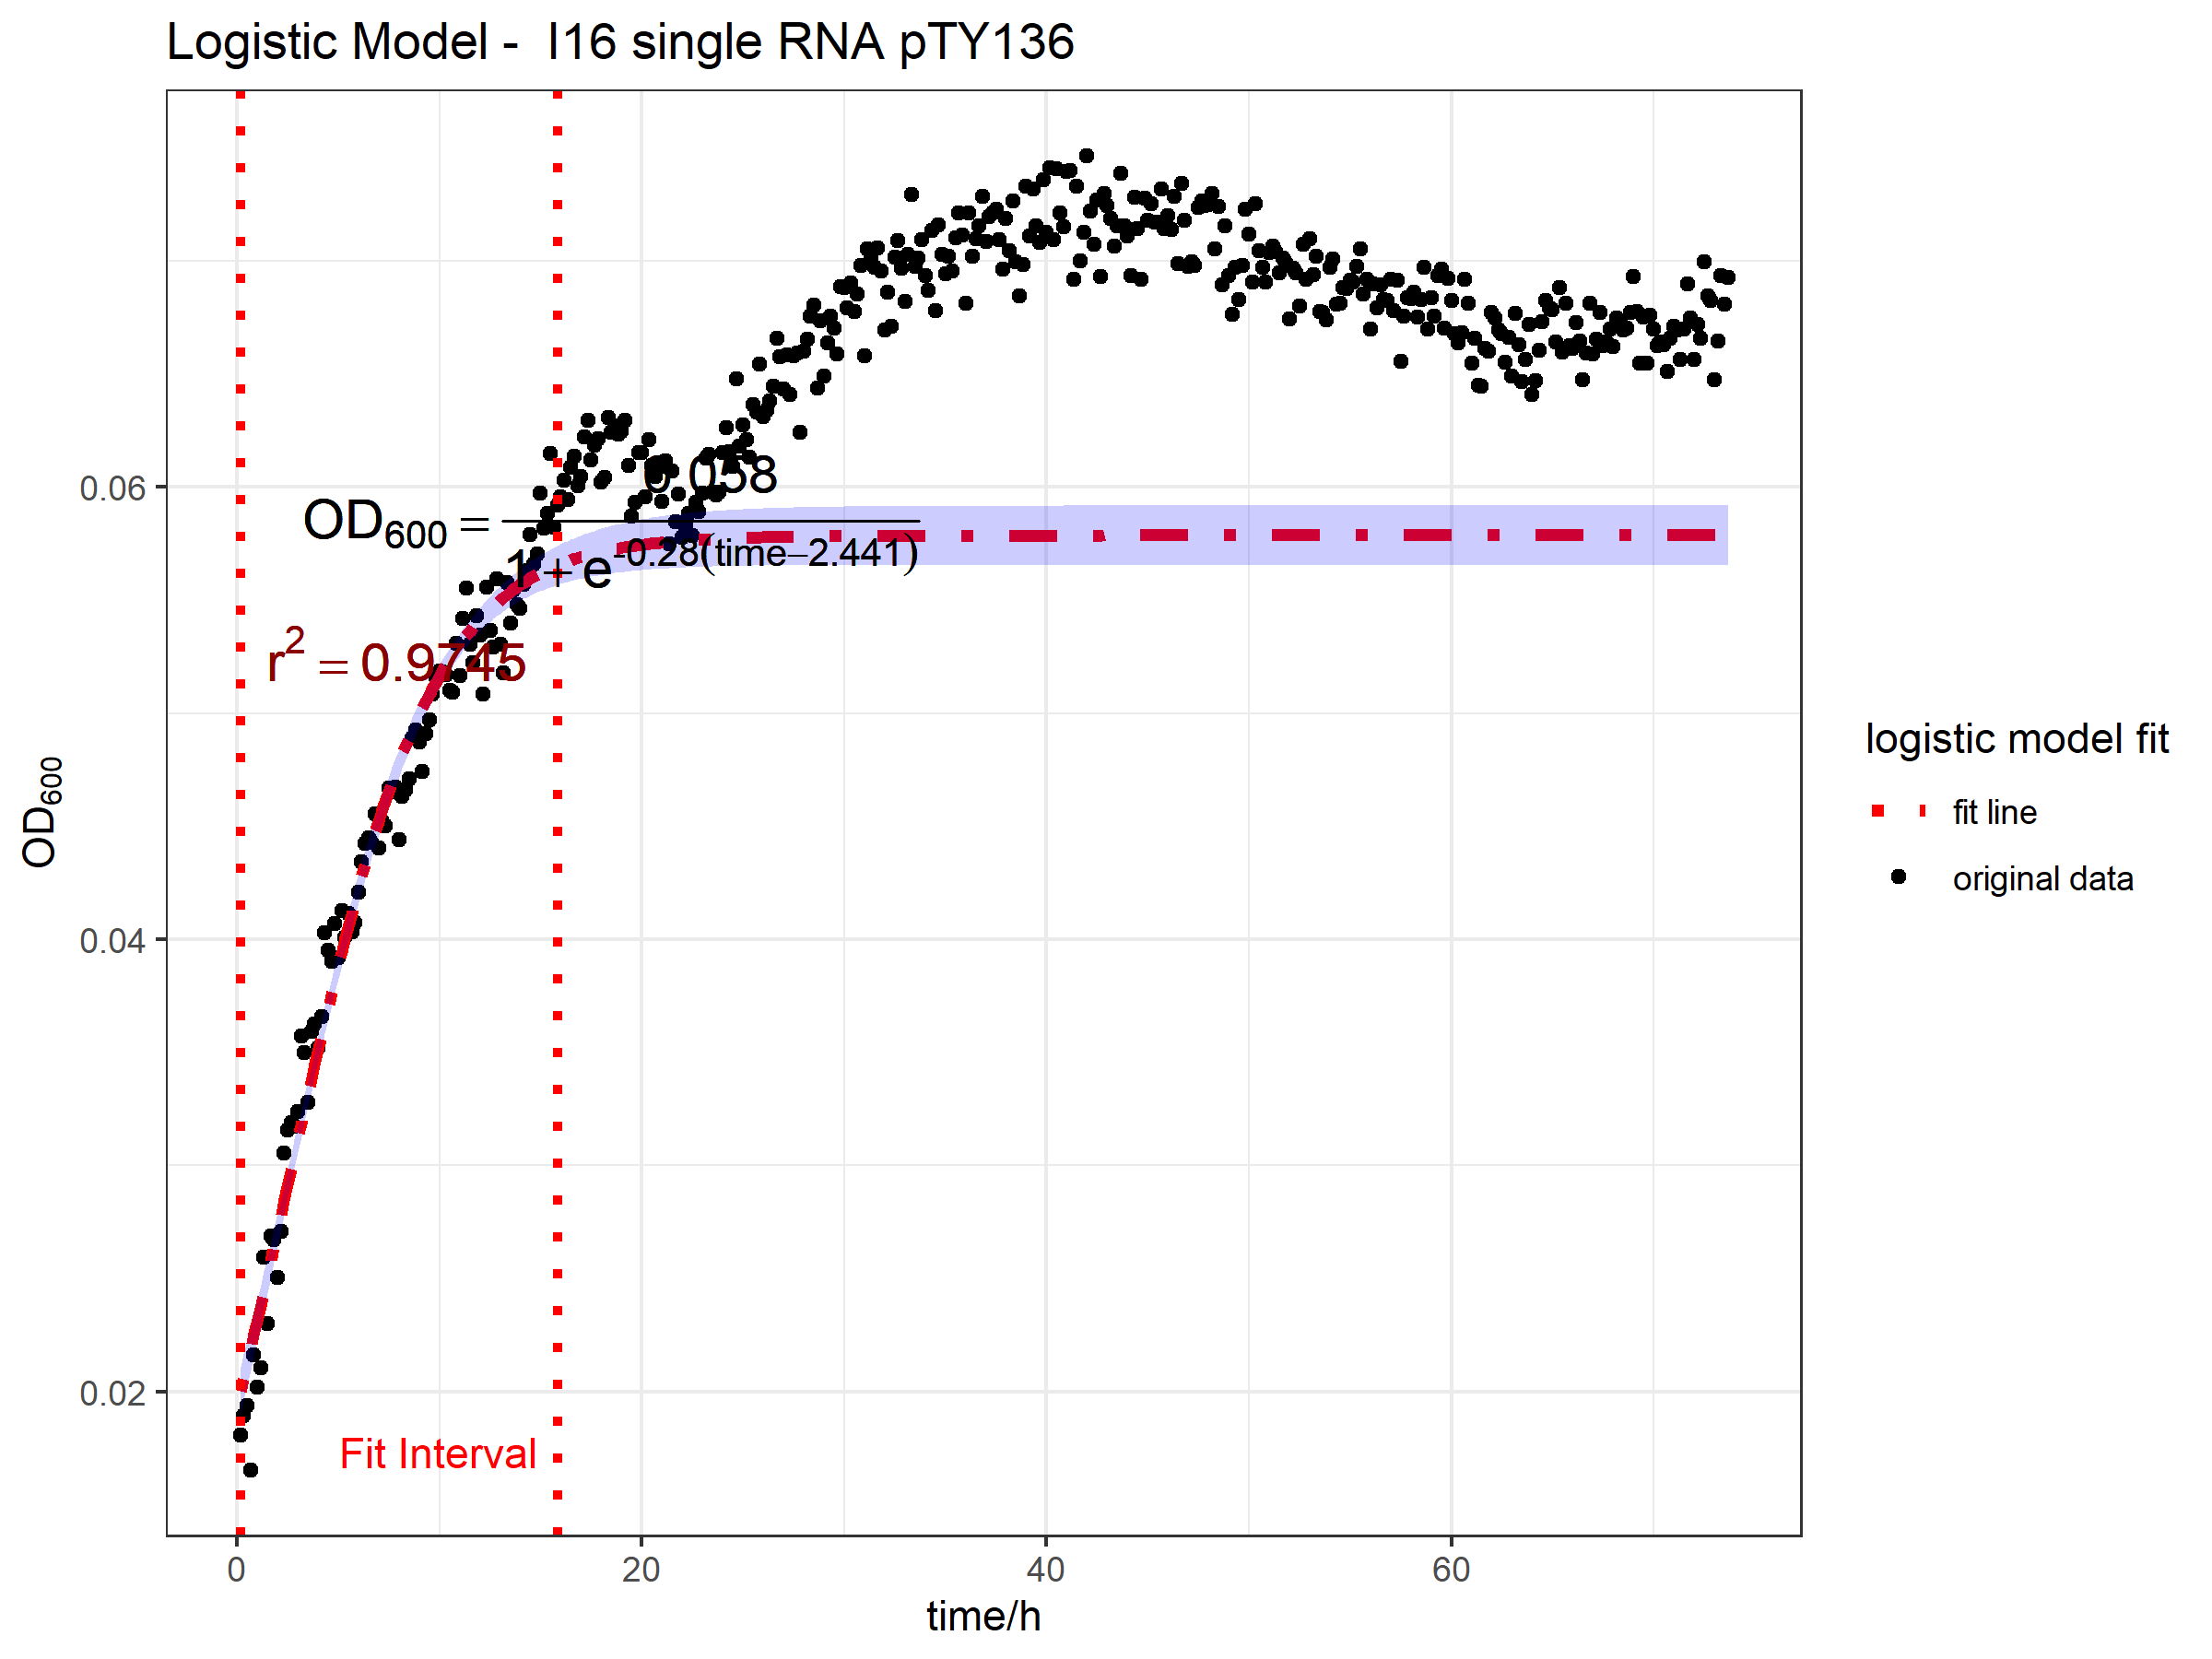 Logistic Model -  I16 single RNA pTY136
0.058
OD600 =
1 + e-0.28(time−2.441)
r2 = 0.9745
Fit Interval
0.06
0.04
0.02
OD600
0
20
40
60
time/h
logistic model fit
fit line
original data